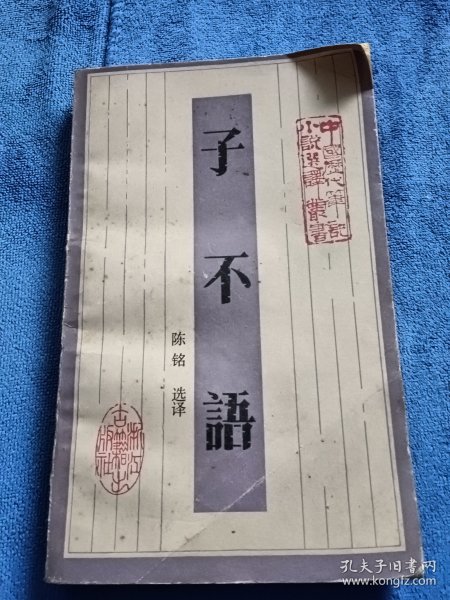 子不語
陈铭 选译
中國歷代筆記
小說選譯叢書
浙江
古籍出
版社
孔夫子旧书网
kongfz.com